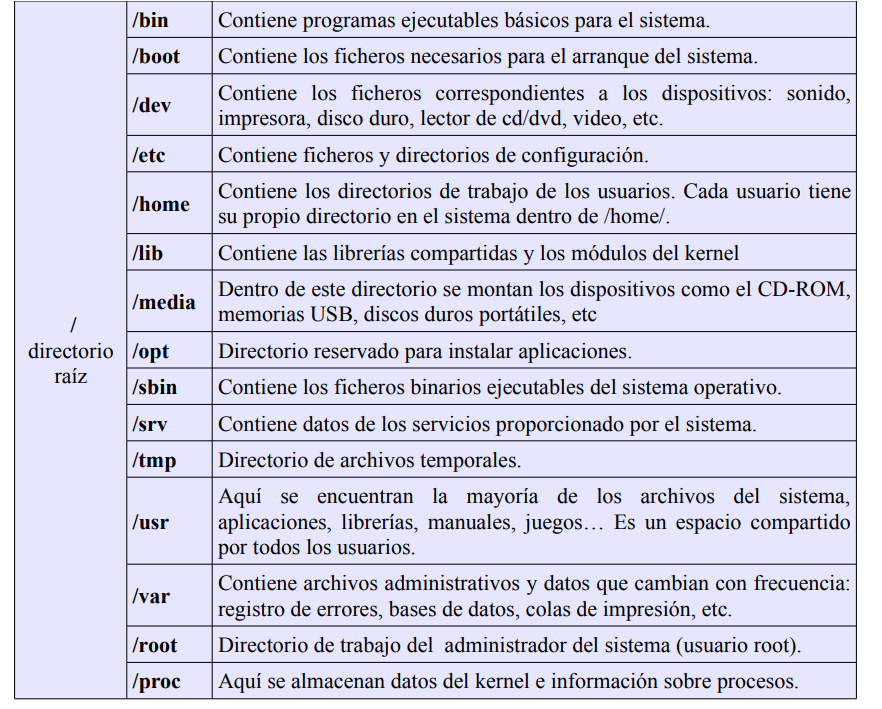 /bin Contiene programas ejecutables básicos para el sistema.
/boot Contiene los ficheros necesarios para el arranque del sistema.
/dev Contiene los ficheros correspondientes a los dispositivos: sonido,
impresora, disco duro, lector de cd/dvd, video, etc.
/etc Contiene ficheros y directorios de configuración.
/home Contiene los directorios de trabajo de los usuarios. Cada usuario tiene
su propio directorio en el sistema dentro de /home/.
/lib Contiene las librerías compartidas y los módulos del kernel
/media Dentro de este directorio se montan los dispositivos como el CD-ROM,
memorias USB, discos duros portátiles, etc
/
directorio
raíz
/opt Directorio reservado para instalar aplicaciones.
/sbin Contiene los ficheros binarios ejecutables del sistema operativo.
/srv Contiene datos de los servicios proporcionado por el sistema.
/tmp Directorio de archivos temporales.
/usr Aquí se encuentran la mayoría de los archivos del sistema,
aplicaciones, librerías, manuales, juegos… Es un espacio compartido
por todos los usuarios.
/var Contiene archivos administrativos y datos que cambian con frecuencia:
registro de errores, bases de datos, colas de impresión, etc.
/root Directorio de trabajo del administrador del sistema (usuario root).
/proc Aquí se almacenan datos del kernel e información sobre procesos.